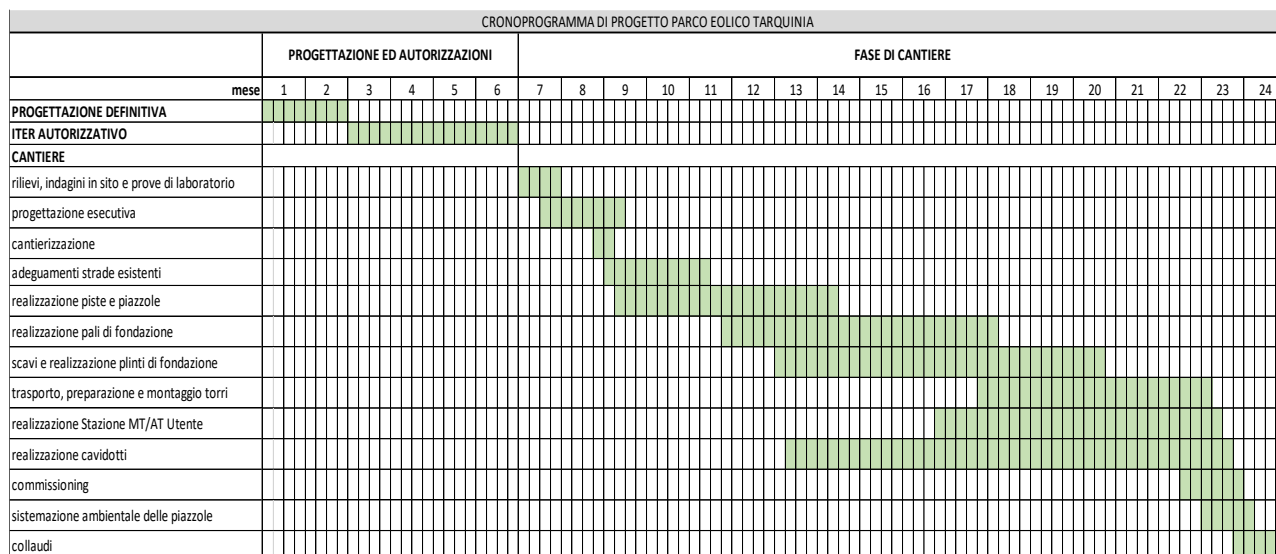 CRONOPROGRAMMA DI PROGETTO PARCO EOLICO TARQUINIA
PROGETTAZIONE ED AUTORIZZAZIONI FASE DI CANTIERE
mese 1 2 3 4 5 6 7 8 9 10 11 12 13 14 15 16 17 18 19 20 21 22 23 24
PROGETTAZIONE DEFINITIVA
ITER AUTORIZZATIVO
CANTIERE
rilievi, indagini in sito e prove di laboratorio
progettazione esecutiva
cantierizzazione
adeguamenti strade esistenti
realizzazione piste e piazzole
realizzazione pali di fondazione
scavi e realizzazione plinti di fondazione
trasporto, preparazione e montaggio torri
realizzazione Stazione MT/AT Utente
realizzazione cavidotti
commissioning
sistemazione ambientale delle piazzole
collaudi